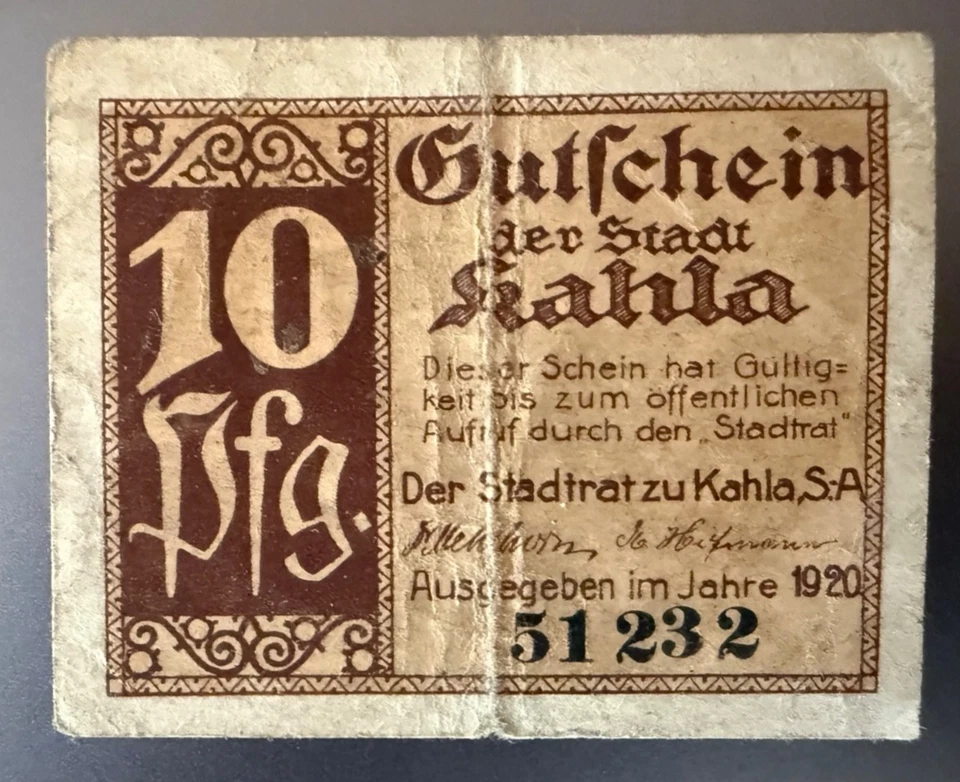 10
Pfg.
Gutschein
der Stadt
Kahla
Dieser Schein hat Gültig=
keit bis zum öffentlichen
Aufruf durch den „Stadtrat“
Der Stadtrat zu Kahla, S.-A
Ausgegeben im Jahre 1920
51232